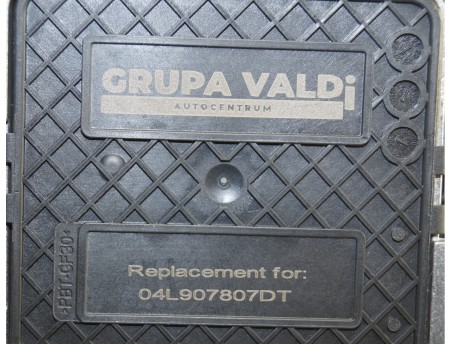 GRUPA VALDi
AUTOCENTRUM
>PBT-GF30<
Replacement for:
04L907807DT